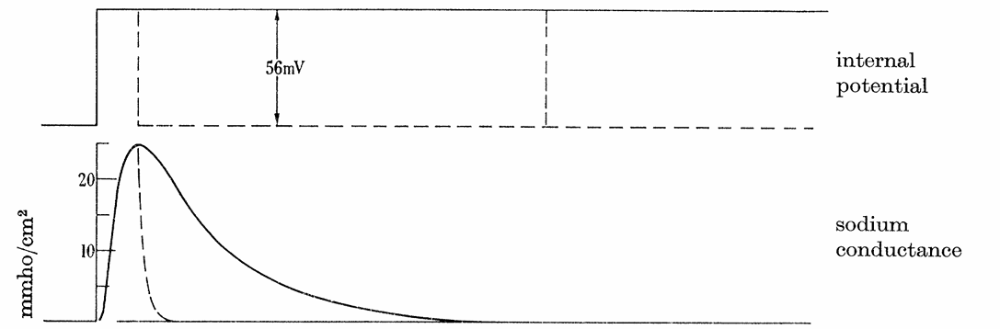 56mV
internal
potential
20
10
mmho/cm²
sodium
conductance